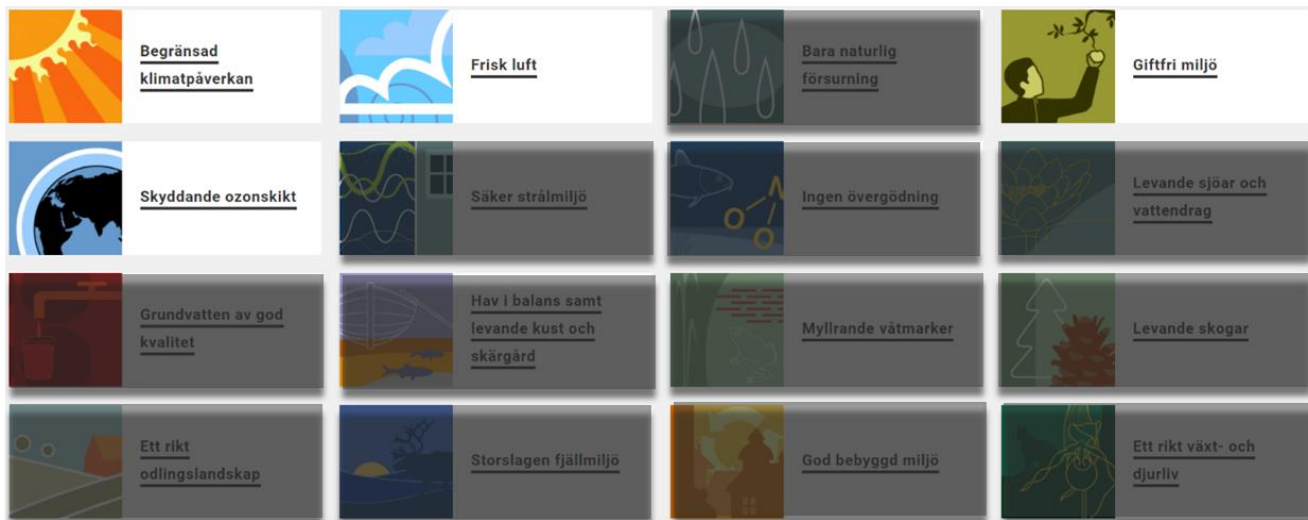 Begränsad
klimatpåverkan
Frisk luft
Bara naturlig
försurning
Giftfri miljö
Skyddande ozonskikt
Säker strålmiljö
Ingen övergödning
Levande sjöar och
vattendrag
Grundvatten av god
kvalitet
Hav i balans samt
levande kust och
skärgård
Myllrande våtmarker
Levande skogar
Ett rikt
odlingslandskap
Storslagen fjällmiljö
God bebyggd miljö
Ett rikt växt- och
djurliv